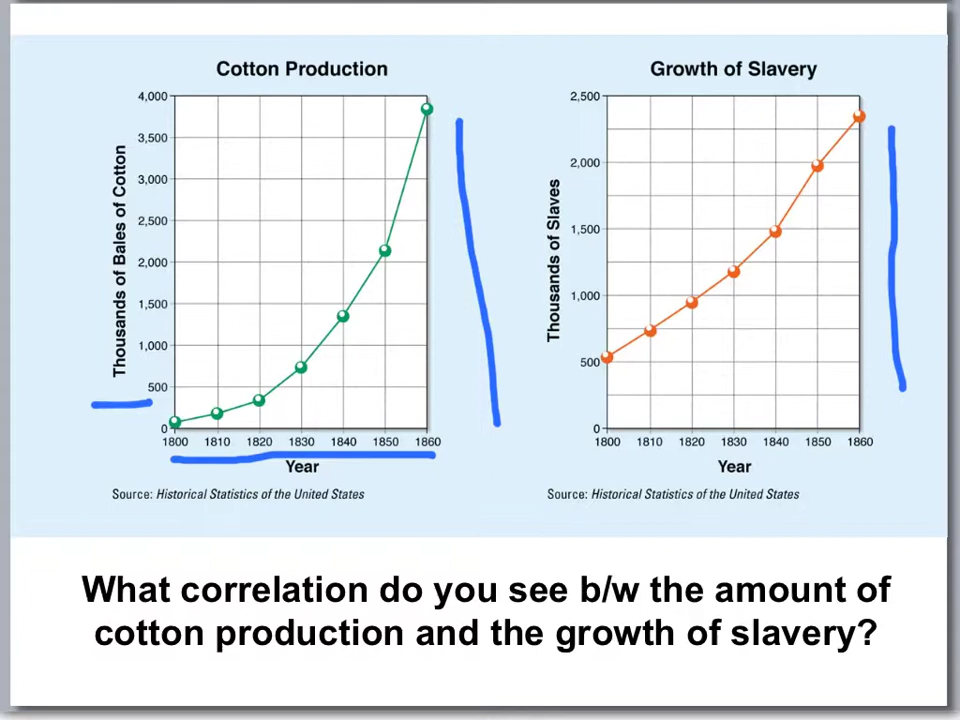 Cotton Production
Thousands of Bales of Cotton
4,000
3,500
3,000
2,500
2,000
1,500
1,000
500
0
1800 1810 1820 1830 1840 1850 1860
Year
Source: Historical Statistics of the United States
Growth of Slavery
Thousands of Slaves
2,500
2,000
1,500
1,000
500
0
1800 1810 1820 1830 1840 1850 1860
Year
Source: Historical Statistics of the United States
What correlation do you see b/w the amount of
cotton production and the growth of slavery?